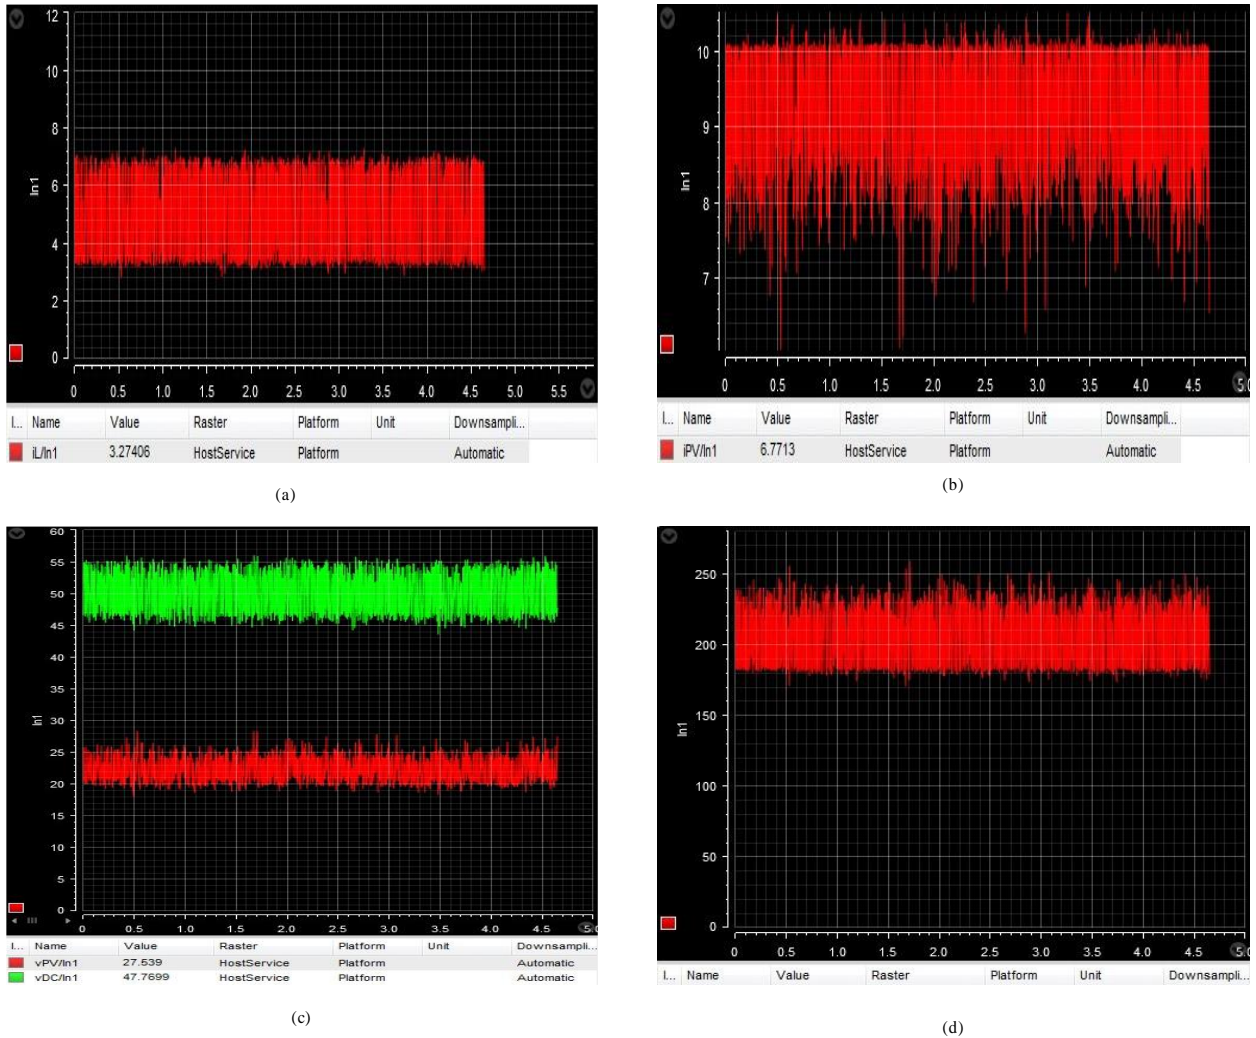 12
10
8
6
4
2
0
In1
0 0.5 1.0 1.5 2.0 2.5 3.0 3.5 4.0 4.5 5.0 5.5
I... Name Value Raster Platform Unit Downsampli...
iL/In1 3.27406 HostService Platform Automatic
(a)
10
9
8
7
In1
0 0.5 1.0 1.5 2.0 2.5 3.0 3.5 4.0 4.5 5.0
I... Name Value Raster Platform Unit Downsampli...
iPV/In1 6.7713 HostService Platform Automatic
(b)
60
55
50
45
40
35
30
25
20
15
10
5
0
In1
0 0.5 1.0 1.5 2.0 2.5 3.0 3.5 4.0 4.5 5.0
I... Name Value Raster Platform Unit Downsampli...
vPV/In1 27.539 HostService Platform Automatic
vDC/In1 47.7699 HostService Platform Automatic
(c)
250
200
150
100
50
0
In1
0 0.5 1.0 1.5 2.0 2.5 3.0 3.5 4.0 4.5 5.0
I... Name Value Raster Platform Unit Downsampli...
(d)